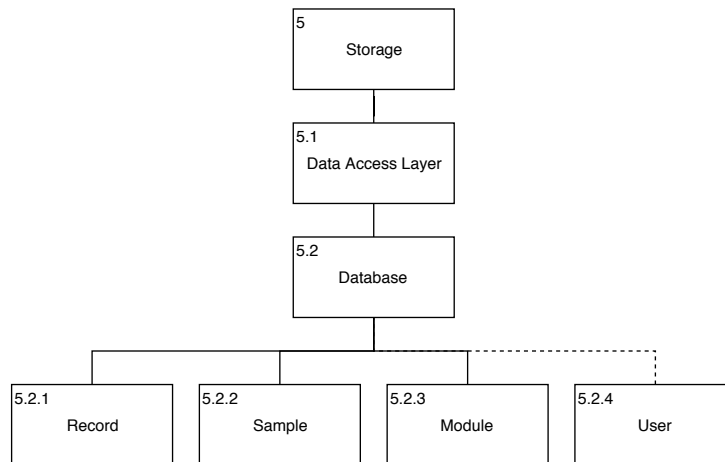 5
Storage
5.1
Data Access Layer
5.2
Database
5.2.1
Record
5.2.2
Sample
5.2.3
Module
5.2.4
User